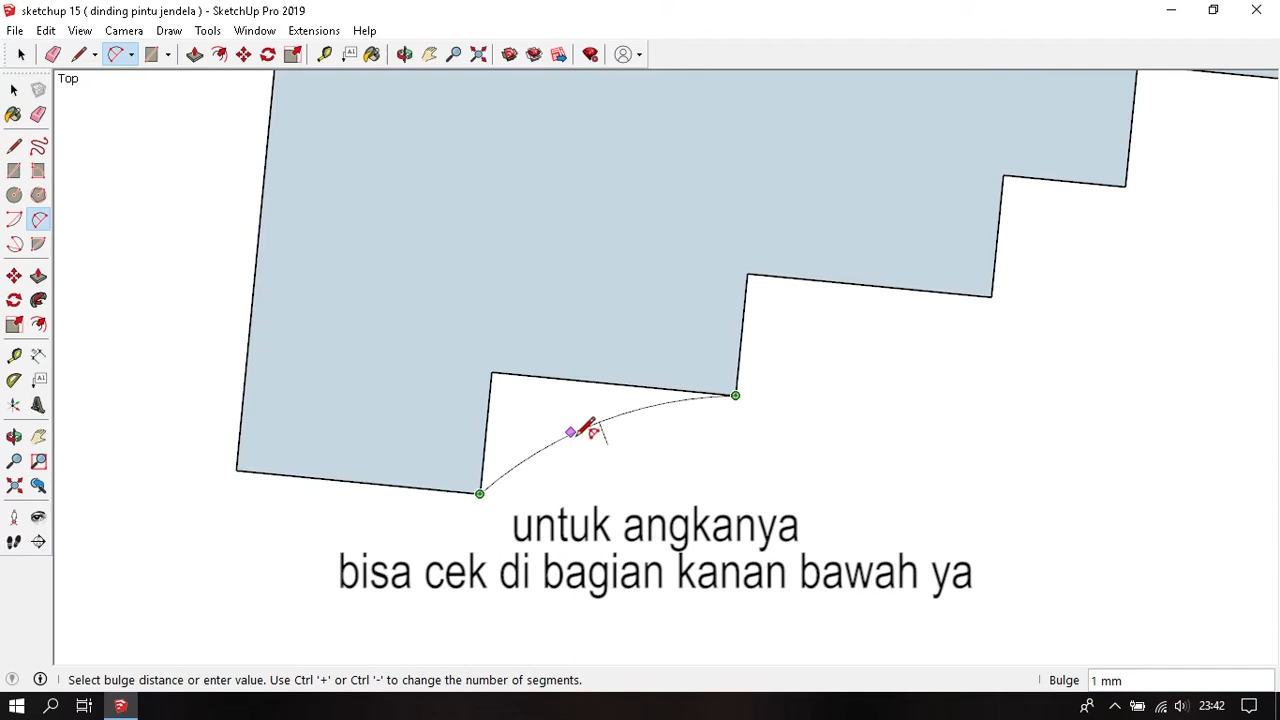 sketchup 15 ( dinding pintu jendela ) - SketchUp Pro 2019
File Edit View Camera Draw Tools Window Extensions Help
Top
untuk angkanya
bisa cek di bagian kanan bawah ya
Select bulge distance or enter value. Use Ctrl '+' or Ctrl '-' to change the number of segments.
Bulge 1 mm
23:42